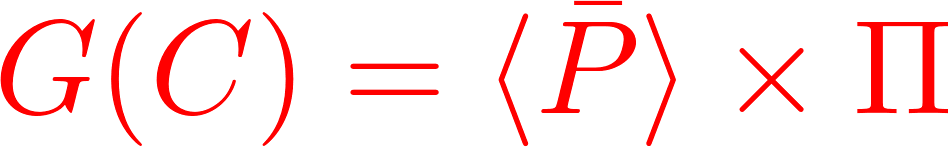 G(C) = ⟨P̄⟩ × Π